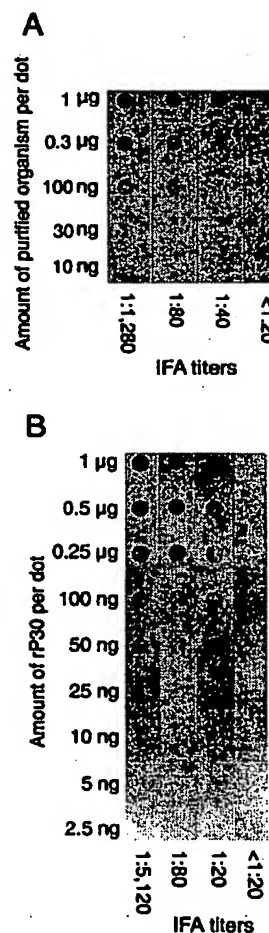 A
Amount of purified organism per dot
1 µg
0.3 µg
100 ng
30 ng
10 ng
1:1,280
1:80
1:40
<1:20
IFA titers
B
Amount of rP30 per dot
1 µg
0.5 µg
0.25 µg
100 ng
50 ng
25 ng
10 ng
5 ng
2.5 ng
1:5,120
1:80
1:20
<1:20
IFA titers